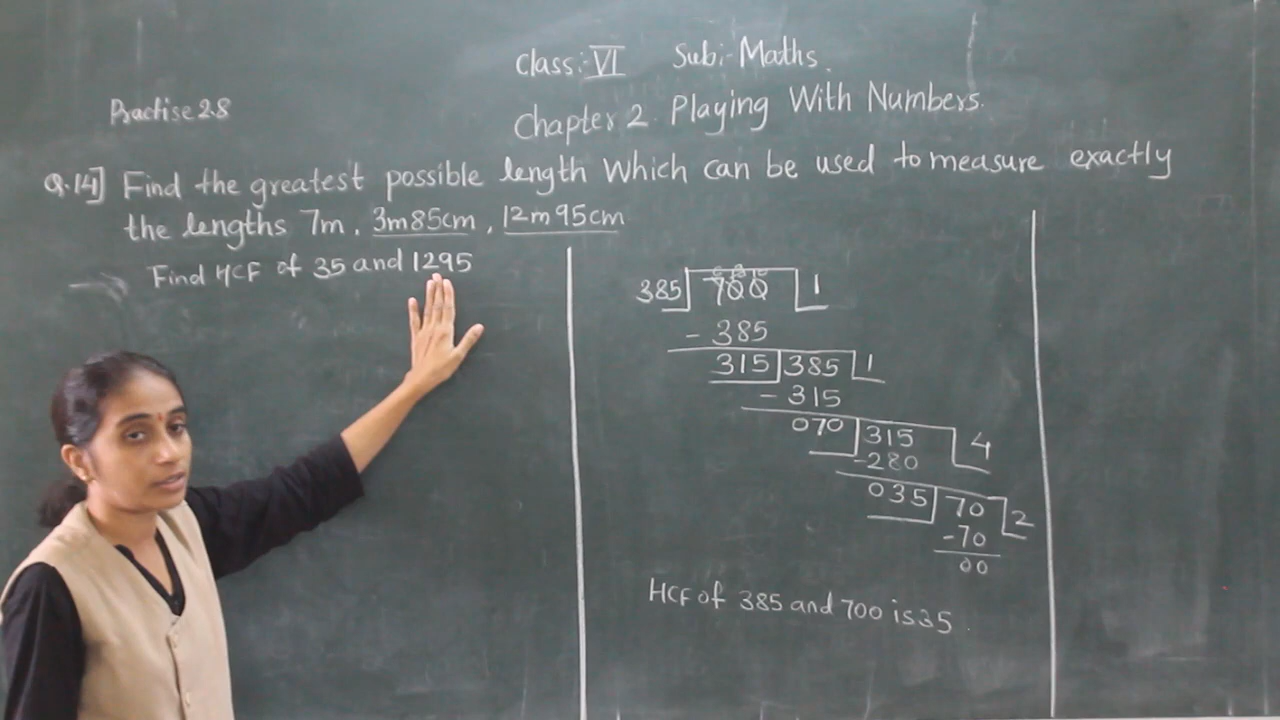 Class:- VI Sub:- Maths.
Practise 2.8
Chapter 2. Playing With Numbers.
Q.14] Find the greatest possible length which can be used to measure exactly
the lengths 7m, 3m85cm, 12m95cm
Find HCF of 35 and 1295
385 700 1
- 385
315 385 1
- 315
070 315 4
-280
035 70 2
-70
00
HCF of 385 and 700 is 35.